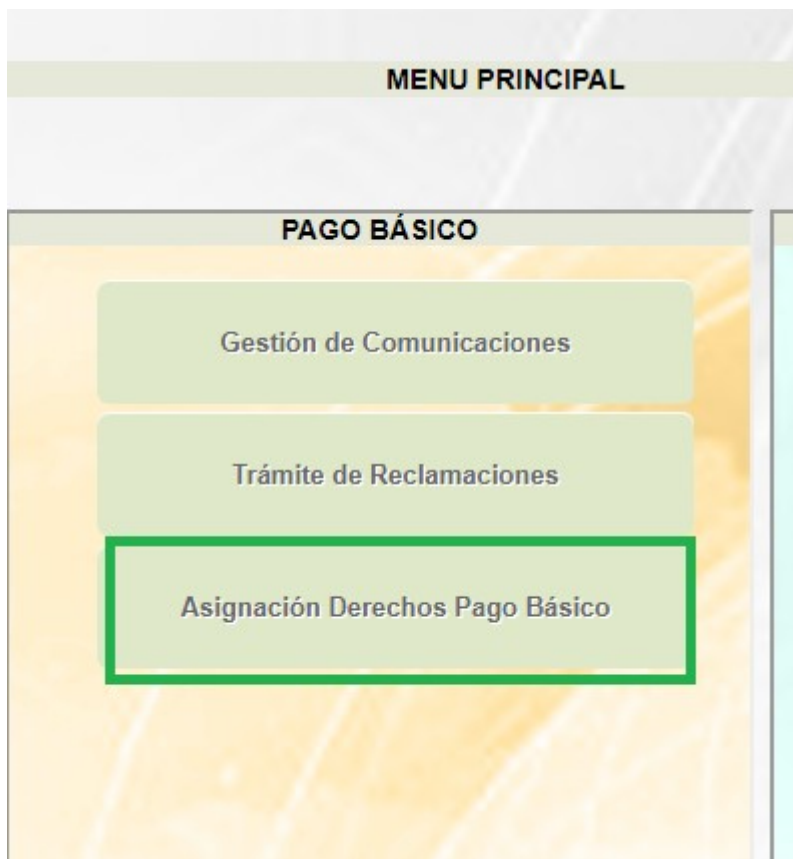 MENU PRINCIPAL
PAGO BÁSICO
Gestión de Comunicaciones
Trámite de Reclamaciones
Asignación Derechos Pago Básico